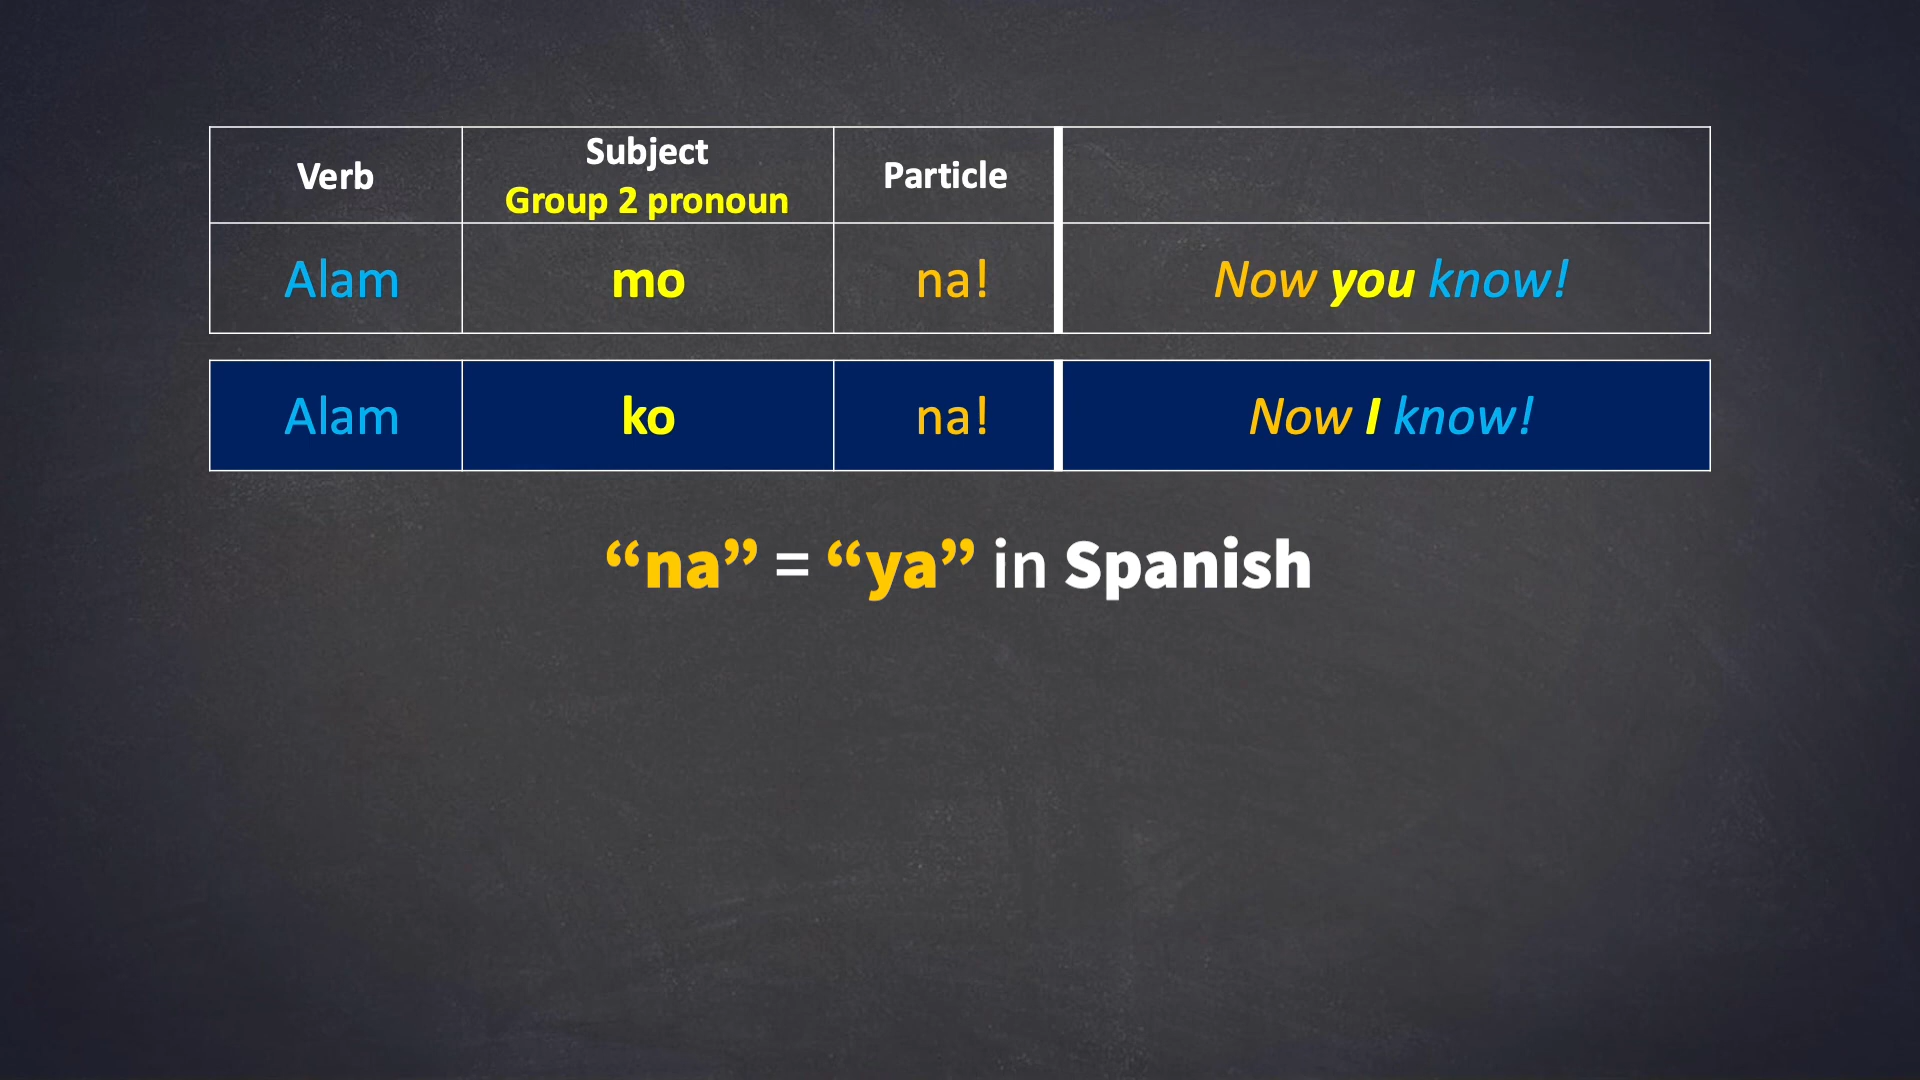 Verb
Subject
Group 2 pronoun
Particle
Alam mo na! Now you know!
Alam ko na! Now I know!
“na” = “ya” in Spanish